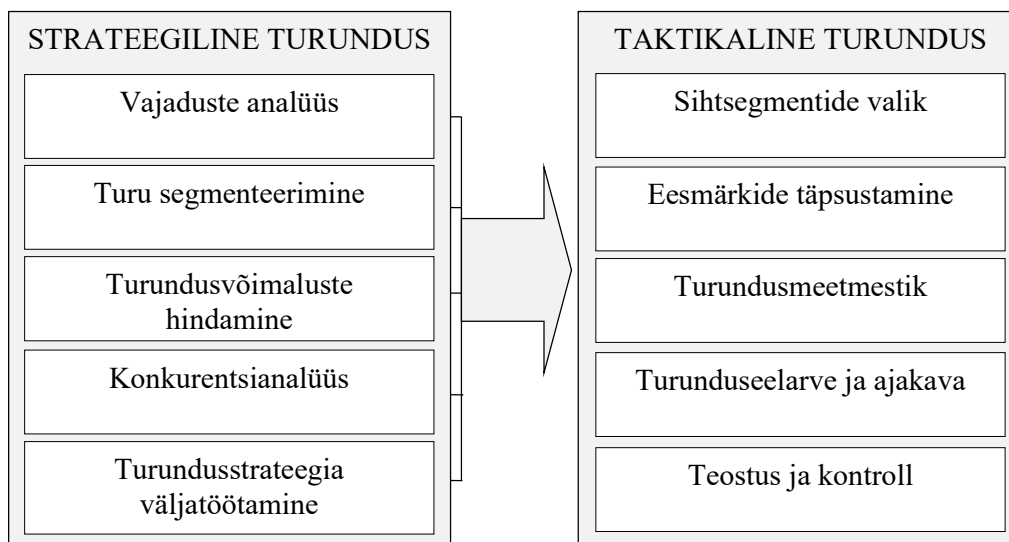 STRATEEGILINE TURUNDUS
Vajaduste analüüs
Turu segmenteerimine
Turundusvõimaluste
hindamine
Konkurentsianalüüs
Turundusstrateegia
väljatöötamine
TAKTIKALINE TURUNDUS
Sihtsegmentide valik
Eesmärkide täpsustamine
Turundusmeetmestik
Turunduseelarve ja ajakava
Teostus ja kontroll